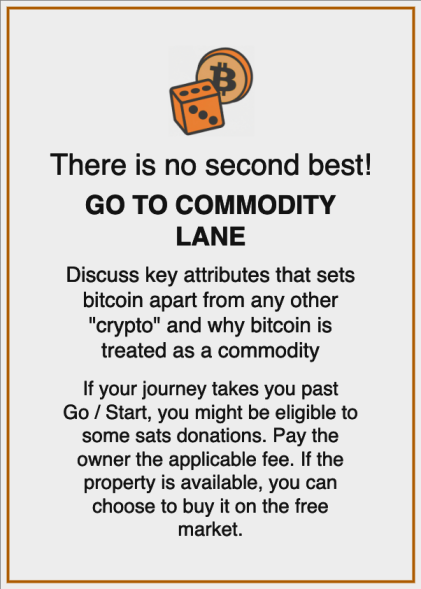 There is no second best!
GO TO COMMODITY
LANE
Discuss key attributes that sets
bitcoin apart from any other
"crypto" and why bitcoin is
treated as a commodity
If your journey takes you past
Go / Start, you might be eligible to
some sats donations. Pay the
owner the applicable fee. If the
property is available, you can
choose to buy it on the free
market.